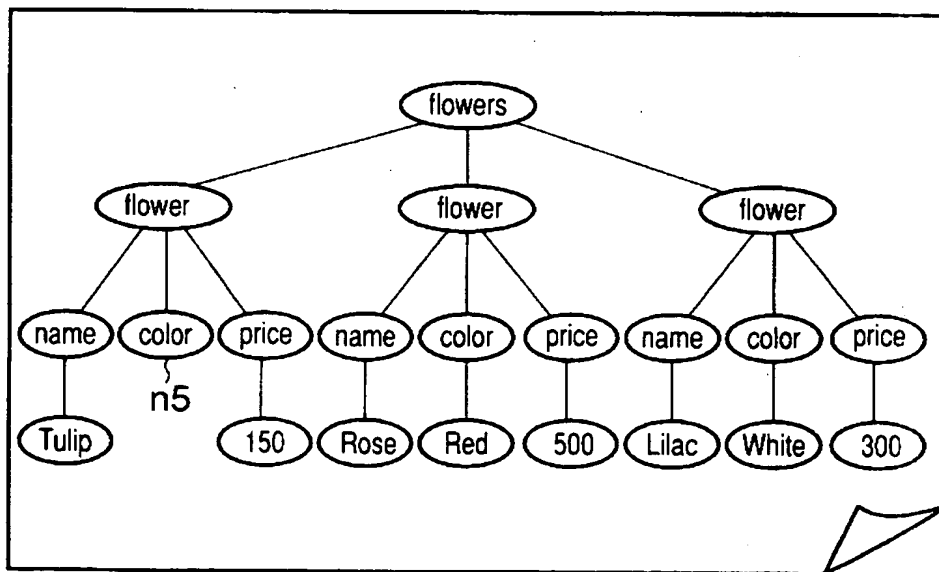 flowers
flower flower flower
name color price name color price name color price
n5
Tulip 150 Rose Red 500 Lilac White 300